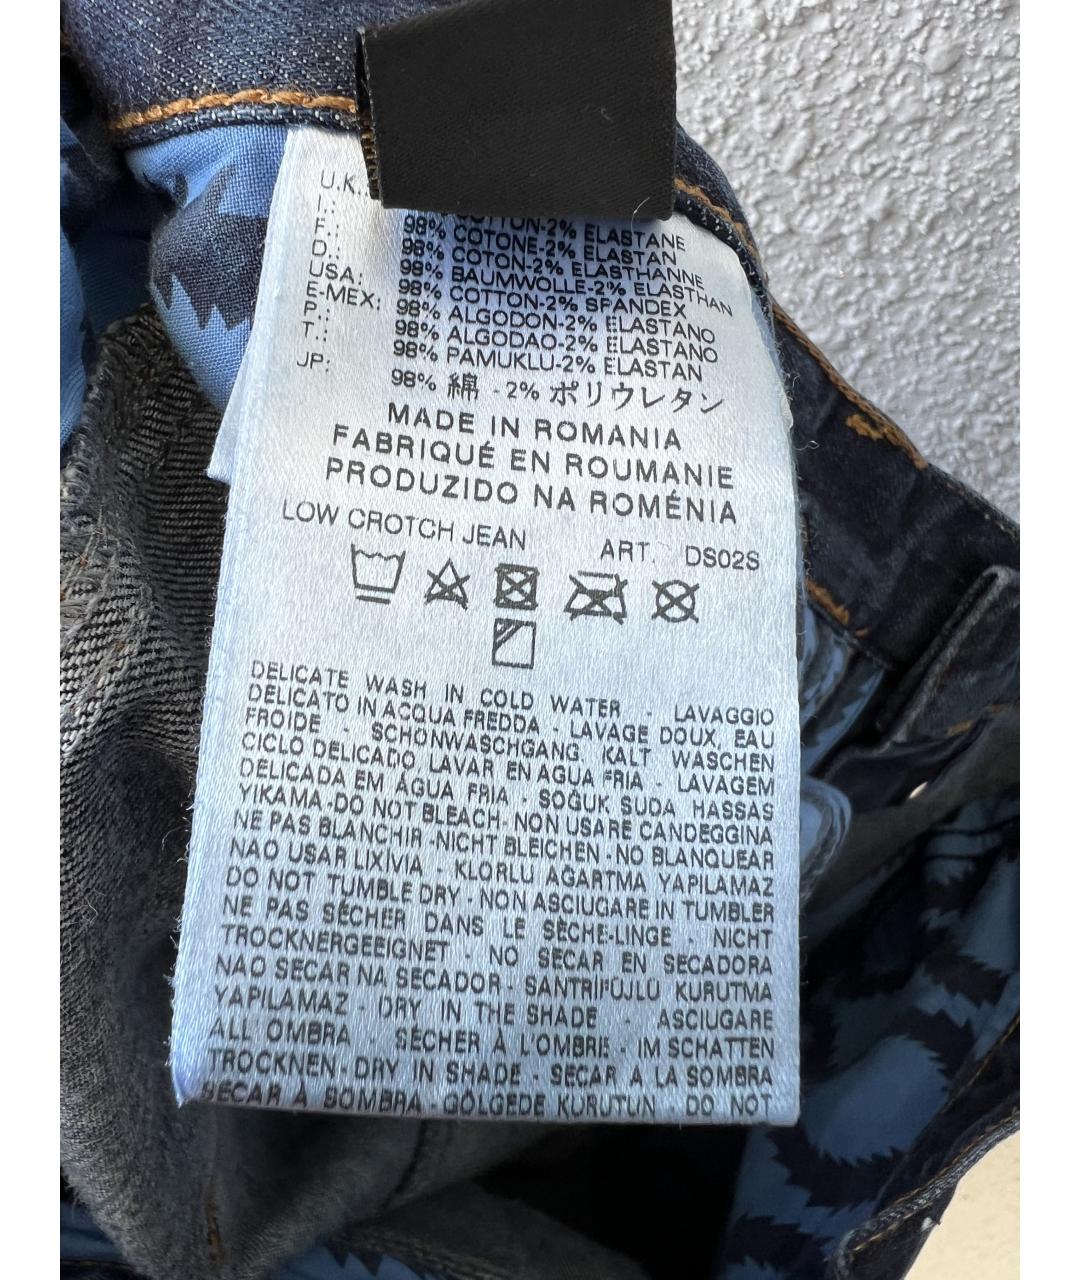 U.K.: COTTON-2% ELASTANE
I.: 98% COTONE-2% ELASTAN
F.: 98% COTON-2% ELASTHANNE
D.: 98% BAUMWOLLE-2% ELASTHAN
USA: 98% COTTON-2% SPANDEX
E-MEX: 98% ALGODON-2% ELASTANO
P.: 98% ALGODAO-2% ELASTANO
T.: 98% PAMUKLU-2% ELASTAN
JP: 98% 綿 -2% ポリウレタン
MADE IN ROMANIA
FABRIQUÉ EN ROUMANIE
PRODUZIDO NA ROMÉNIA
LOW CROTCH JEAN ART. DS02S
DELICATE WASH IN COLD WATER - LAVAGGIO
DELICATO IN ACQUA FREDDA - LAVAGE DOUX, EAU
FROIDE - SCHONWASCHGANG KALT WASCHEN
CICLO DELICADO LAVAR EN AGUA FRIA - LAVAGEM
DELICADA EM ÁGUA FRIA - SOĞUK SUDA HASSAS
YIKAMA-DO NOT BLEACH- NON USARE CANDEGGINA
NE PAS BLANCHIR -NICHT BLEICHEN -NO BLANQUEAR
NAO USAR LIXÍVIA - KLORLU AGARTMA YAPILAMAZ
DO NOT TUMBLE DRY - NON ASCIUGARE IN TUMBLER
NE PAS SÉCHER DANS LE SÈCHE-LINGE - NICHT
TROCKNERGEEIGNET - NO SECAR EN SECADORA
NAO SECAR NA SECADOR - SANTRIFÜJLÜ KURUTMA
YAPILAMAZ - DRY IN THE SHADE - ASCIUGARE
ALL'OMBRA - SÉCHER À L'OMBRE - IM SCHATTEN
TROCKNEN - DRY IN SHADE - SECAR A LA SOMBRA
SECAR À SOMBRA GÖLGEDE KURUTUN DO NOT